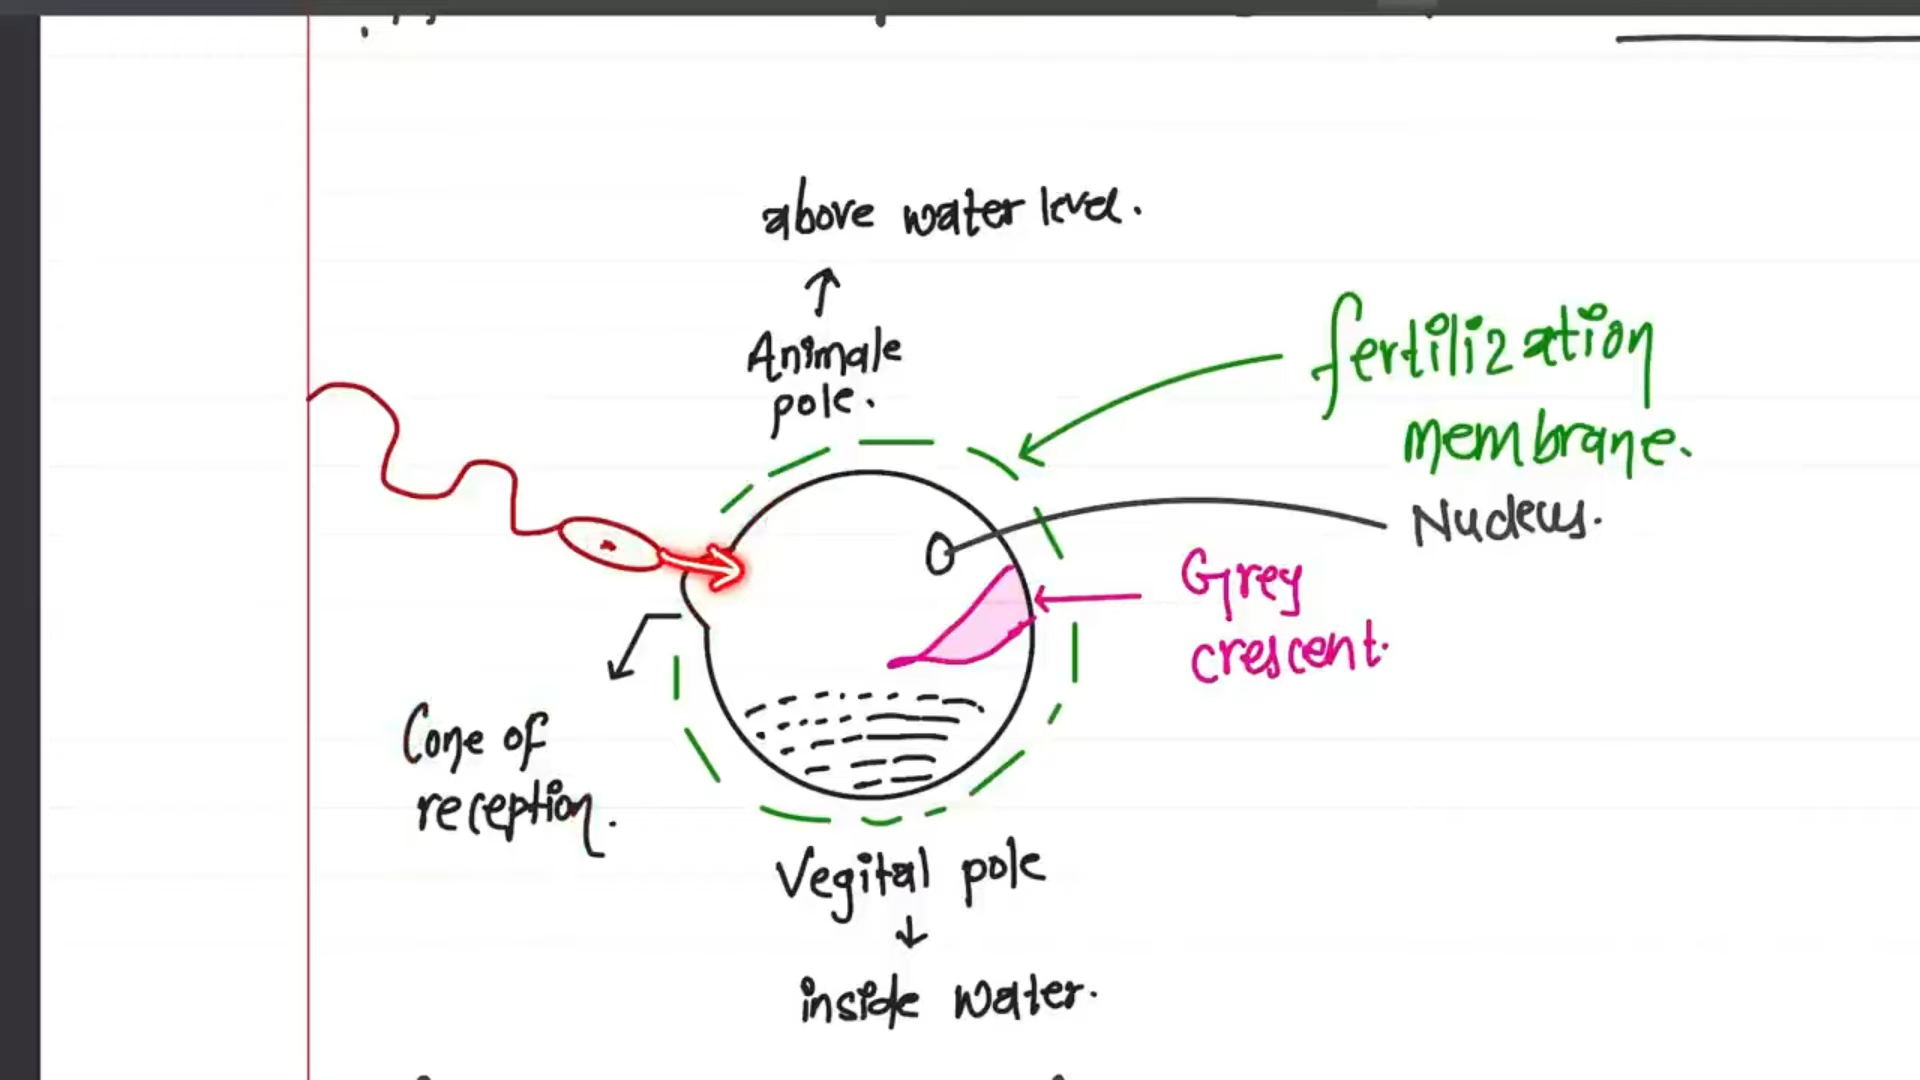 above water level.
Animale
pole.
fertilization
membrane.
Nucleus.
Grey
crescent.
Cone of
reception.
Vegital pole
inside water.